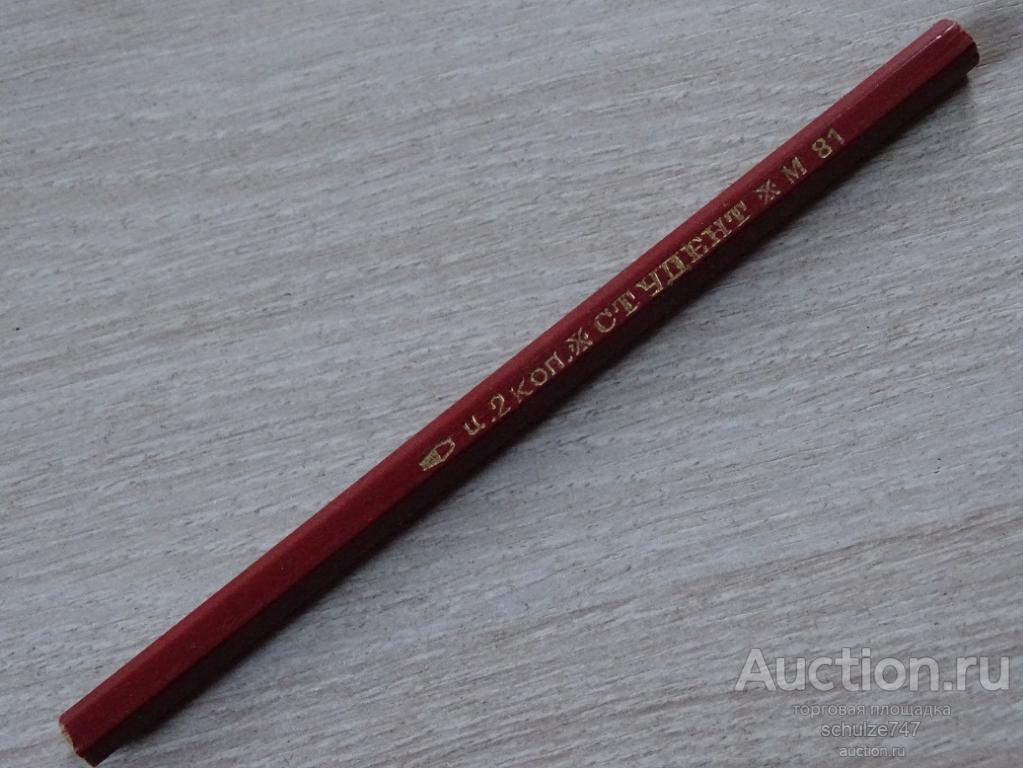 ц.2коп.※СТУДЕНТ※М 81
Auction.ru
торговая площадка
schulze747
auction.ru